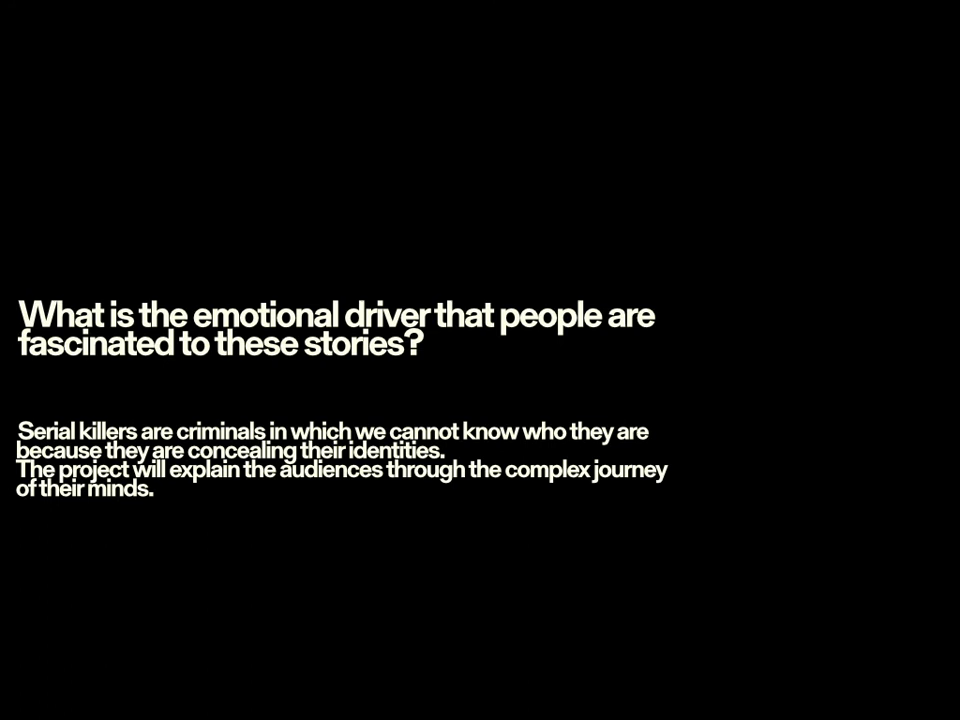 What is the emotional driver that people are
fascinated to these stories?
Serial killers are criminals in which we cannot know who they are
because they are concealing their identities.
The project will explain the audiences through the complex journey
of their minds.